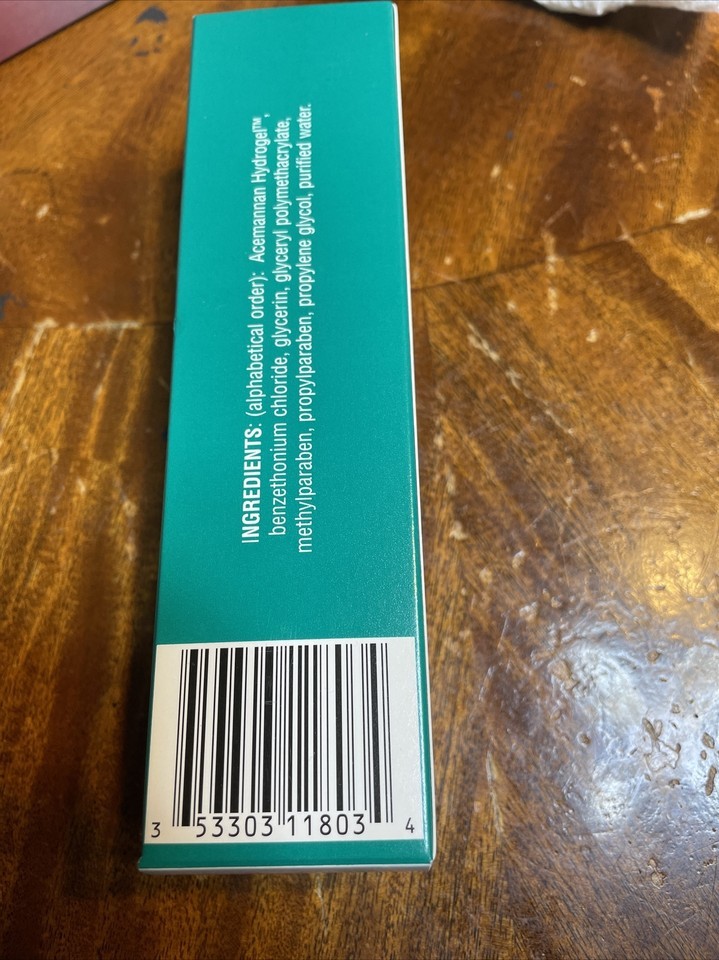 INGREDIENTS: (alphabetical order): Acemannan Hydrogel™,
benzethonium chloride, glycerin, glyceryl polymethacrylate,
methylparaben, propylparaben, propylene glycol, purified water.
3 53303 11803 4